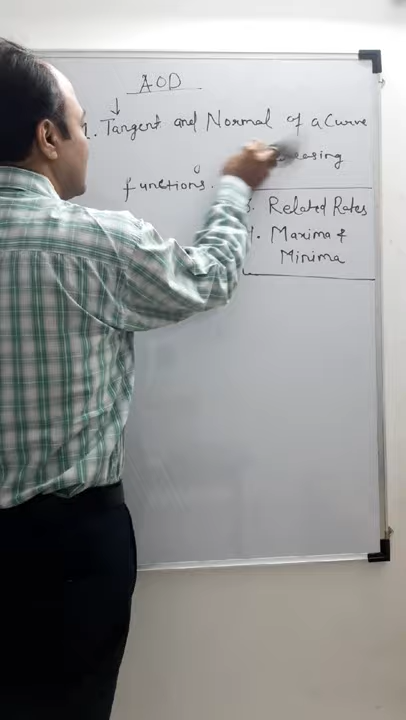 AOD
1. Tangent and Normal of a Curve
functions.
3. Related Rates
4. Maxima &
Minima